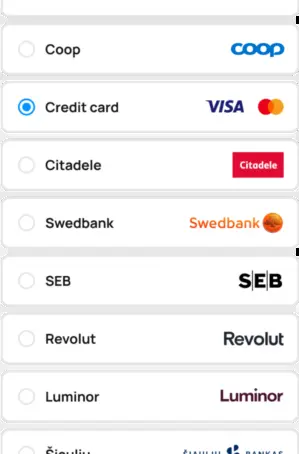 Coop coop
Credit card VISA
Citadele Citadele
Swedbank Swedbank
SEB SEB
Revolut Revolut
Luminor Luminor
Šiaulių ŠIAULIŲ BANKAS